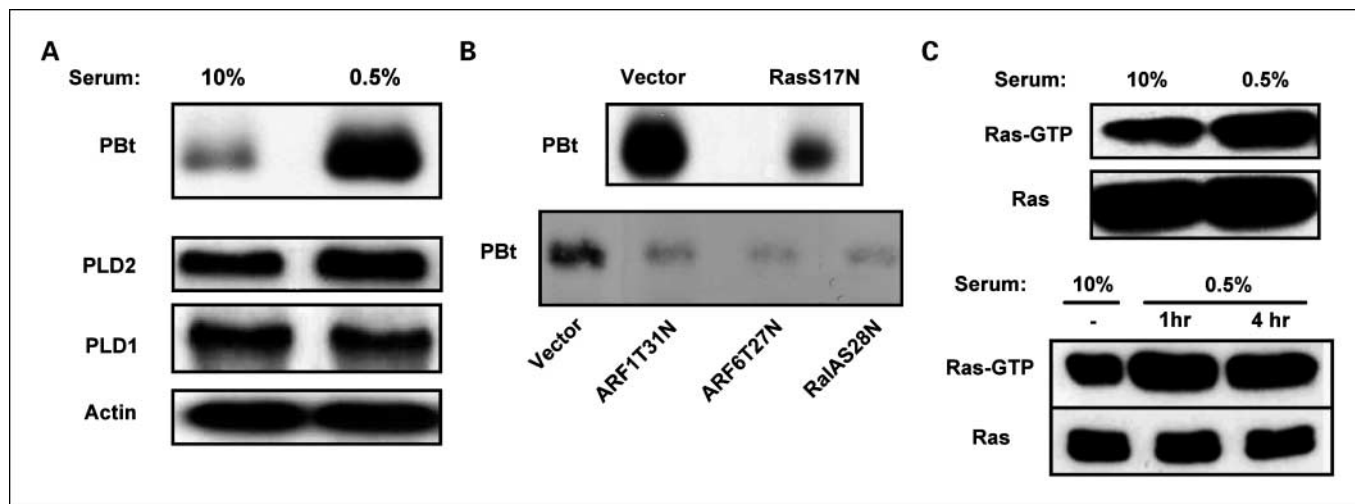 A
Serum: 10% 0.5%
PBt
PLD2
PLD1
Actin
B
Vector RasS17N
PBt
PBt
Vector ARF1T31N ARF6T27N RalAS28N
C
Serum: 10% 0.5%
Ras-GTP
Ras
Serum: 10% 0.5%
- 1hr 4 hr
Ras-GTP
Ras